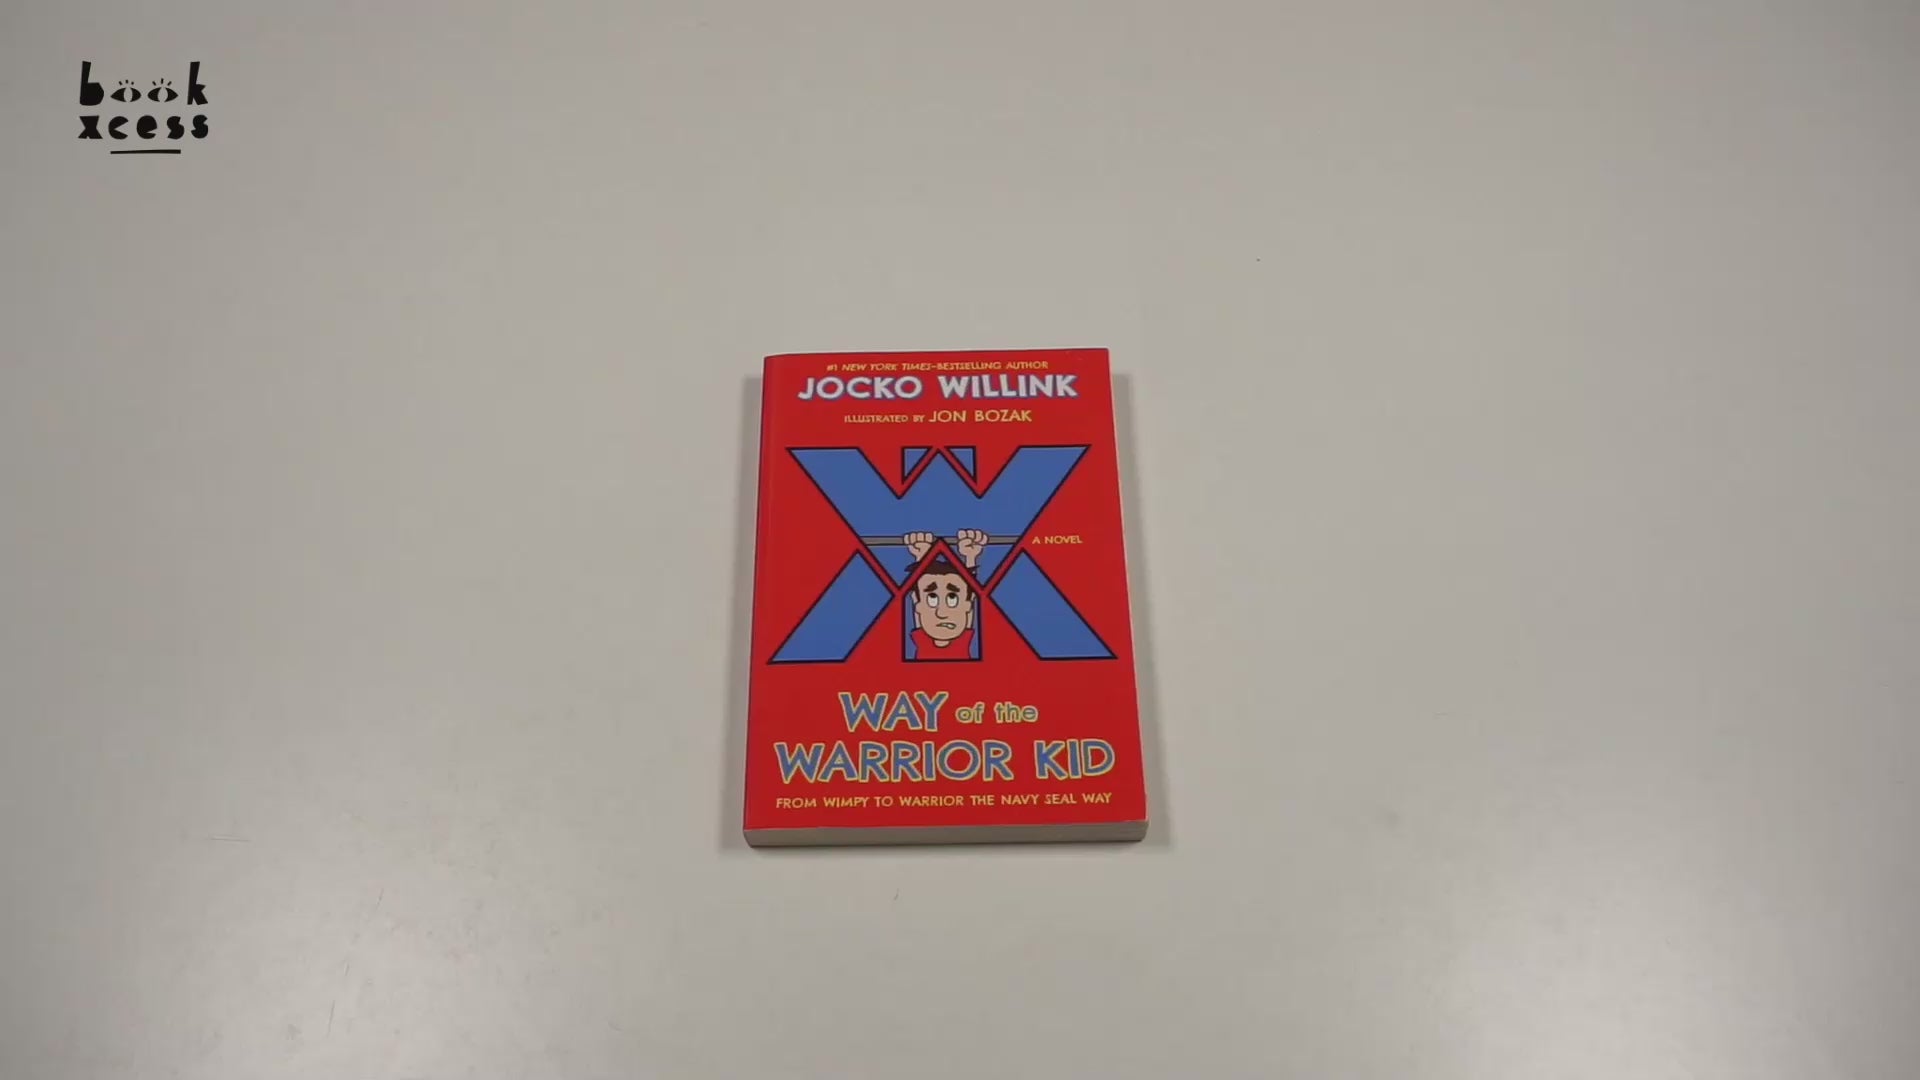 book
xcess
#1 NEW YORK TIMES–BESTSELLING AUTHOR
JOCKO WILLINK
ILLUSTRATED BY JON BOZAK
A NOVEL
WAY of the
WARRIOR KID
FROM WIMPY TO WARRIOR THE NAVY SEAL WAY